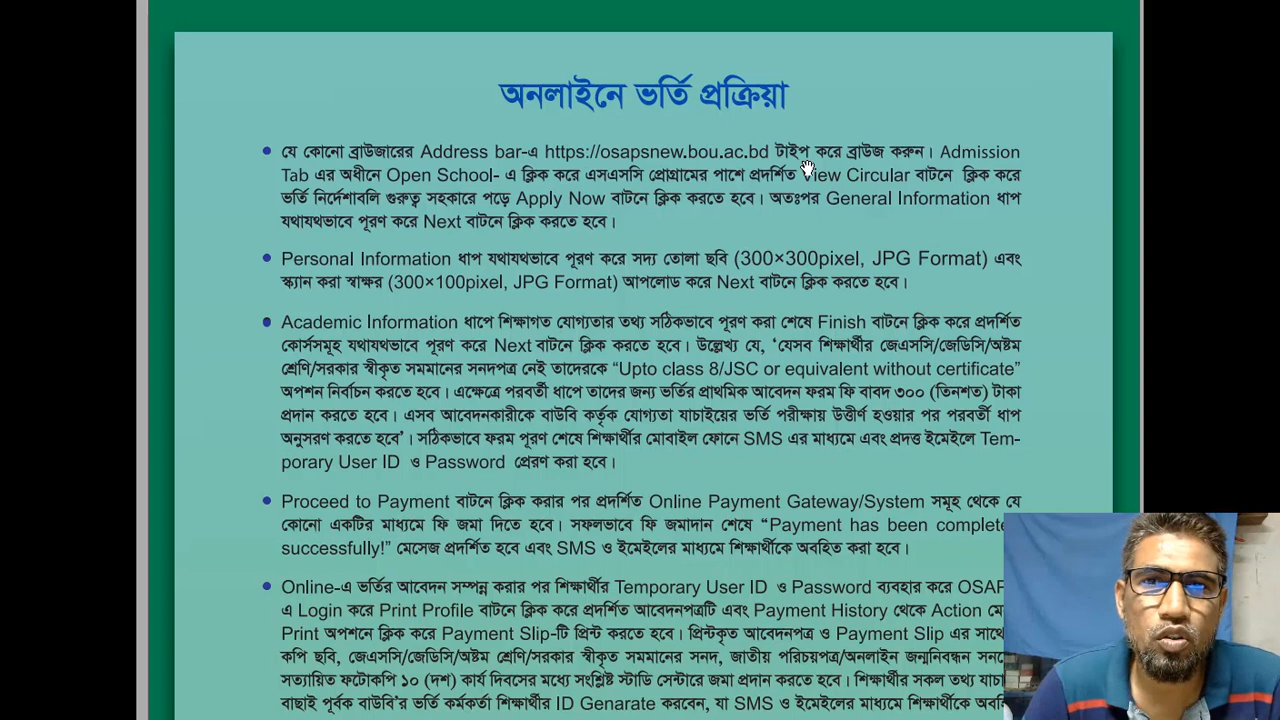 অনলাইনে ভর্তি প্রক্রিয়া
যে কোনো ব্রাউজারের Address bar-এ https://osapsnew.bou.ac.bd টাইপ করে ব্রাউজ করুন। Admission
Tab এর অধীনে Open School- এ ক্লিক করে এসএসসি প্রোগ্রামের পাশে প্রদর্শিত View Circular বাটনে ক্লিক করে
ভর্তি নির্দেশাবলি গুরুত্ব সহকারে পড়ে Apply Now বাটনে ক্লিক করতে হবে। অতঃপর General Information ধাপ
যথাযথভাবে পূরণ করে Next বাটনে ক্লিক করতে হবে।
Personal Information ধাপ যথাযথভাবে পূরণ করে সদ্য তোলা ছবি (300×300pixel, JPG Format) এবং
স্ক্যান করা স্বাক্ষর (300×100pixel, JPG Format) আপলোড করে Next বাটনে ক্লিক করতে হবে।
Academic Information ধাপে শিক্ষাগত যোগ্যতার তথ্য সঠিকভাবে পূরণ করা শেষে Finish বাটনে ক্লিক করে প্রদর্শিত
কোর্সসমূহ যথাযথভাবে পূরণ করে Next বাটনে ক্লিক করতে হবে। উল্লেখ্য যে, ‘যেসব শিক্ষার্থীর জেএসসি/জেডিসি/অষ্টম
শ্রেণি/সরকার স্বীকৃত সমমানের সনদপত্র নেই তাদেরকে “Upto class 8/JSC or equivalent without certificate”
অপশন নির্বাচন করতে হবে। এক্ষেত্রে পরবর্তী ধাপে তাদের জন্য ভর্তির প্রাথমিক আবেদন ফরম ফি বাবদ ৩০০ (তিনশত) টাকা
প্রদান করতে হবে। এসব আবেদনকারীকে বাউবি কর্তৃক যোগ্যতা যাচাইয়ের ভর্তি পরীক্ষায় উত্তীর্ণ হওয়ার পর পরবর্তী ধাপ
অনুসরণ করতে হবে’। সঠিকভাবে ফরম পূরণ শেষে শিক্ষার্থীর মোবাইল ফোনে SMS এর মাধ্যমে এবং প্রদত্ত ইমেইলে Tem-
porary User ID ও Password প্রেরণ করা হবে।
Proceed to Payment বাটনে ক্লিক করার পর প্রদর্শিত Online Payment Gateway/System সমূহ থেকে যে
কোনো একটির মাধ্যমে ফি জমা দিতে হবে। সফলভাবে ফি জমাদান শেষে “Payment has been complete
successfully!” মেসেজ প্রদর্শিত হবে এবং SMS ও ইমেইলের মাধ্যমে শিক্ষার্থীকে অবহিত করা হবে।
Online-এ ভর্তির আবেদন সম্পন্ন করার পর শিক্ষার্থীর Temporary User ID ও Password ব্যবহার করে
এ Login করে Print Profile বাটনে ক্লিক করে প্রদর্শিত আবেদনপত্রটি এবং Payment History থেকে Action
Print অপশনে ক্লিক করে Payment Slip-টি প্রিন্ট করতে হবে। প্রিন্টকৃত আবেদনপত্র ও Payment Slip এর
কপি ছবি, জেএসসি/জেডিসি/অষ্টম শ্রেণি/সরকার স্বীকৃত সমমানের সনদ, জাতীয় পরিচয়পত্র/অনলাইন জন্মনিবন্ধন
সত্যায়িত ফটোকপি ১০ (দশ) কার্য দিবসের মধ্যে সংশ্লিষ্ট স্টাডি সেন্টারে জমা প্রদান করতে হবে। শিক্ষার্থীর সকল তথ্য
বাছাই পূর্বক বাউবি’র ভর্তি কর্মকর্তা শিক্ষার্থীর ID Genarate করবেন, যা SMS ও ইমেইলের মাধ্যমে শিক্ষার্থীকে